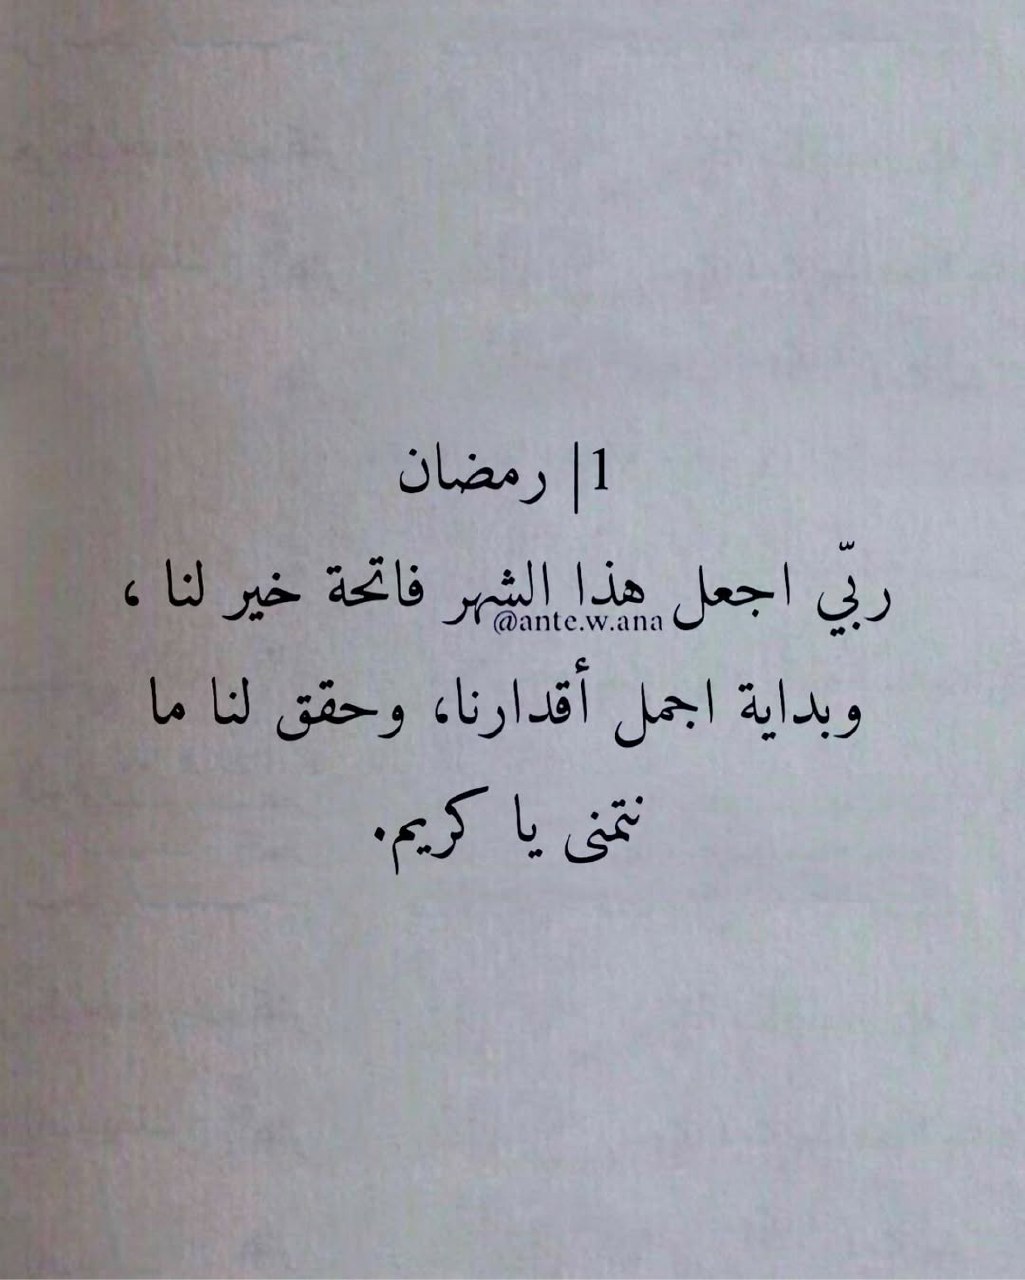 1| رمضان
ربّي اجعل هذا الشهر فاتحة خير لنا ،
@ante.w.ana
وبداية اجمل أقدارنا، وحقق لنا ما
نتمنى يا كريم.